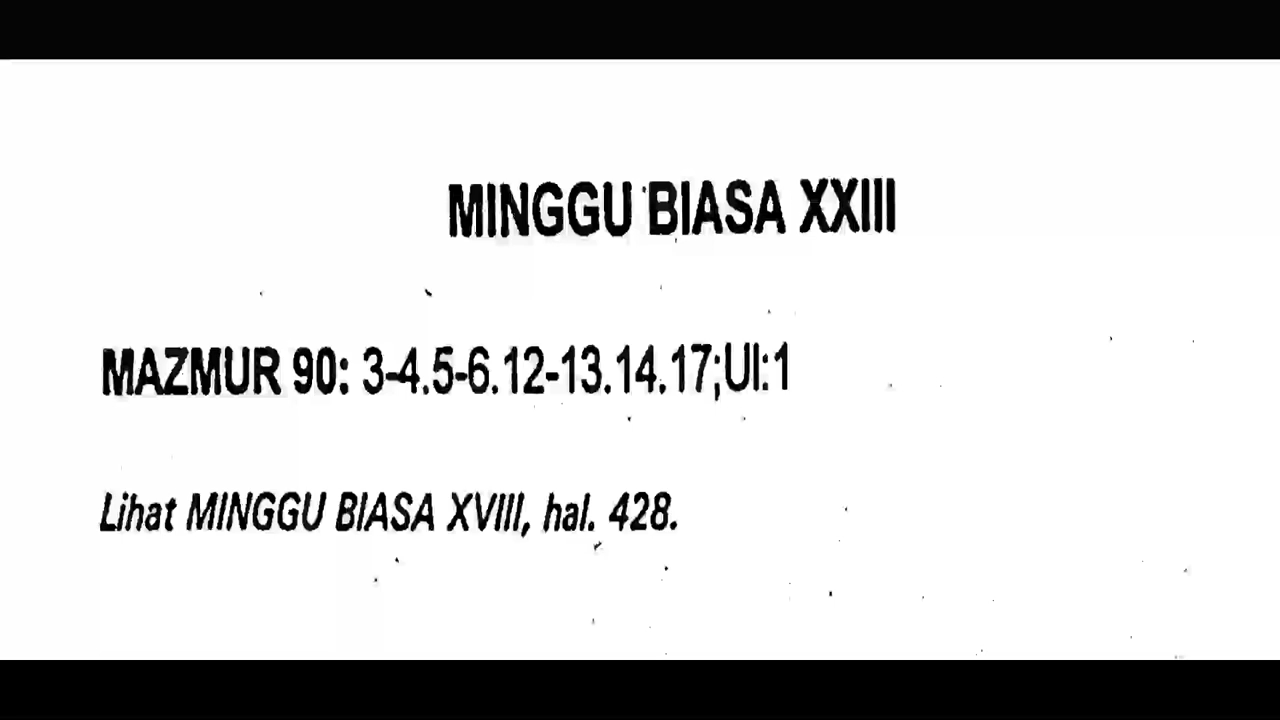 MINGGU BIASA XXIII
MAZMUR 90: 3-4.5-6.12-13.14.17;Ul:1
Lihat MINGGU BIASA XVIII, hal. 428.